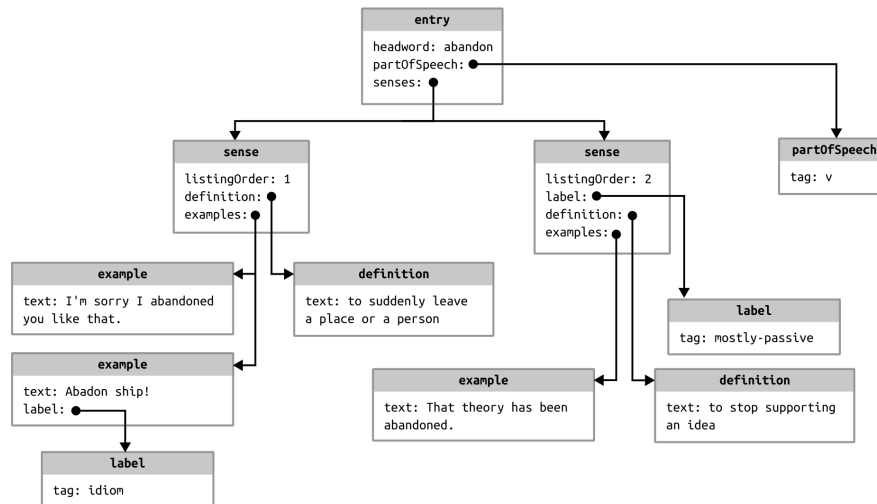 entry
headword: abandon
partOfSpeech:
senses:
sense
listingOrder: 1
definition:
examples:
sense
listingOrder: 2
label:
definition:
examples:
partOfSpeech
tag: v
example
text: I'm sorry I abandoned
you like that.
definition
text: to suddenly leave
a place or a person
label
tag: mostly-passive
example
text: Abadon ship!
label:
example
text: That theory has been
abandoned.
definition
text: to stop supporting
an idea
label
tag: idiom